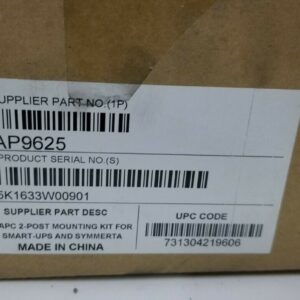 SUPPLIER PART NO.(1P)
AP9625
PRODUCT SERIAL NO.(S)
5K1633W00901
SUPPLIER PART DESC
UPC CODE
APC 2-POST MOUNTING KIT FOR
SMART-UPS AND SYMMERTA
731304219606
MADE IN CHINA